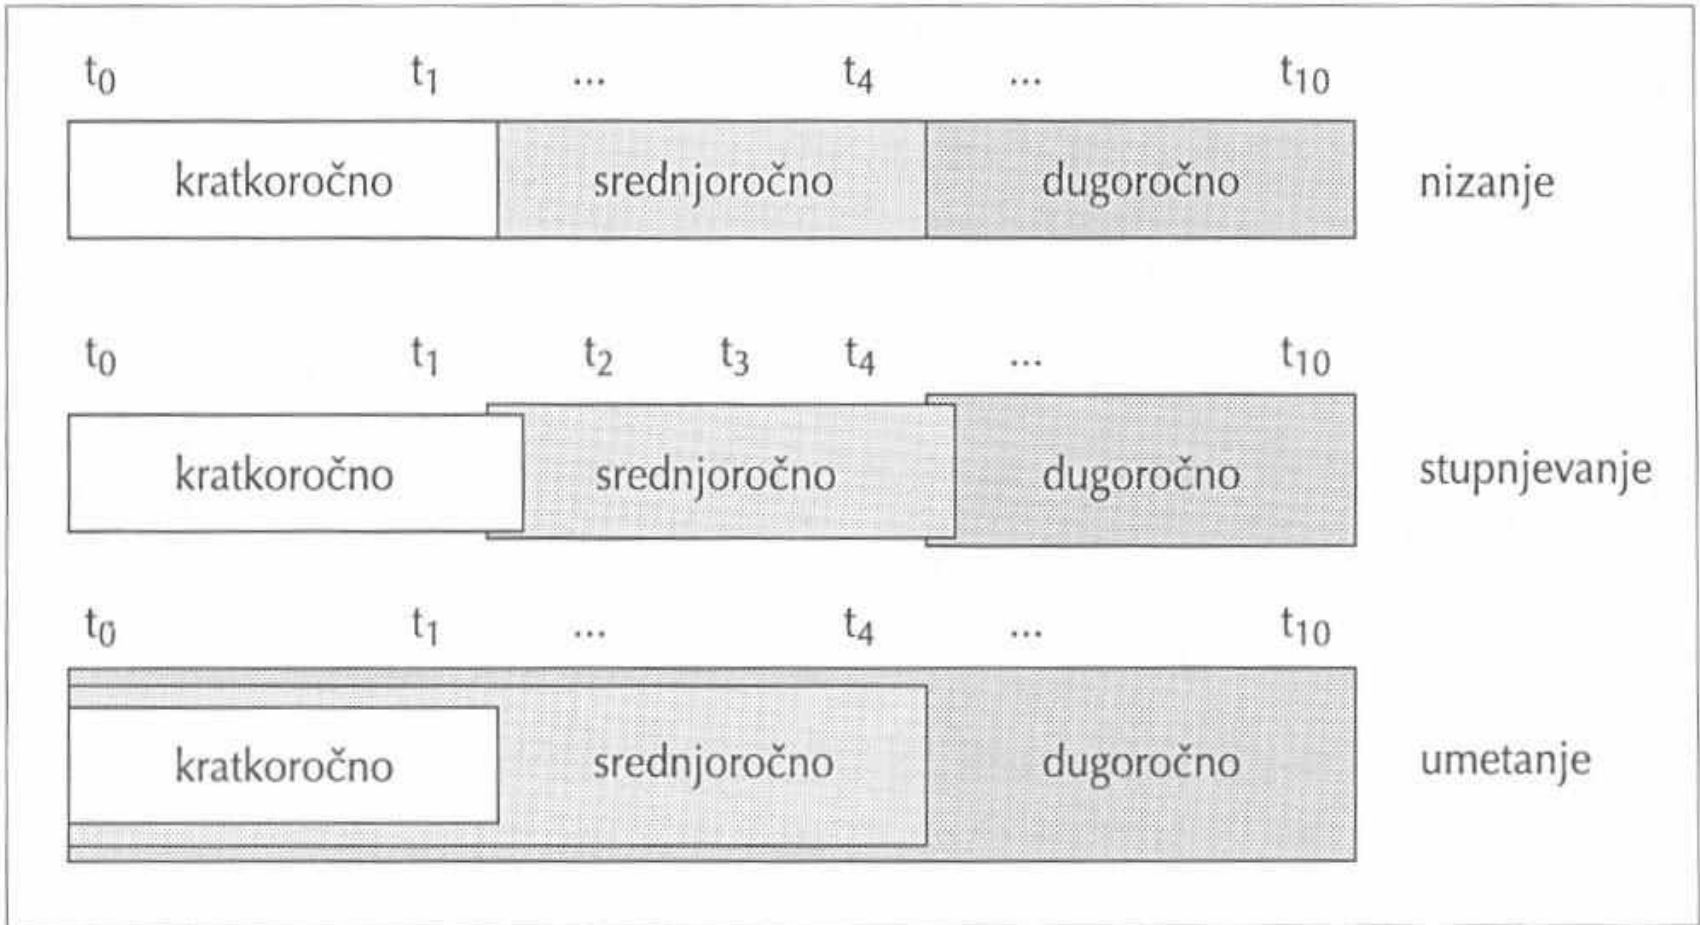 t₀ t₁ ... t₄ ... t₁₀
kratkoročno srednjoročno dugoročno nizanje
t₀ t₁ t₂ t₃ t₄ ... t₁₀
kratkoročno srednjoročno dugoročno stupnjevanje
t₀ t₁ ... t₄ ... t₁₀
kratkoročno srednjoročno dugoročno umetanje